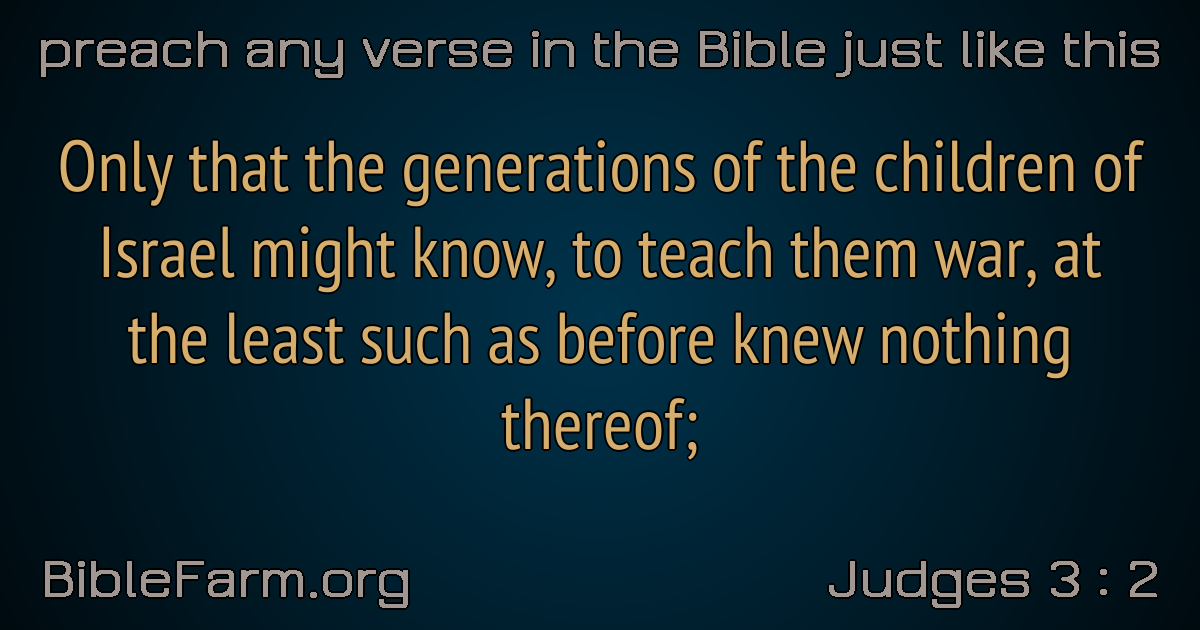 preach any verse in the Bible just like this
Only that the generations of the children of
Israel might know, to teach them war, at
the least such as before knew nothing
thereof;
BibleFarm.org
Judges 3 : 2